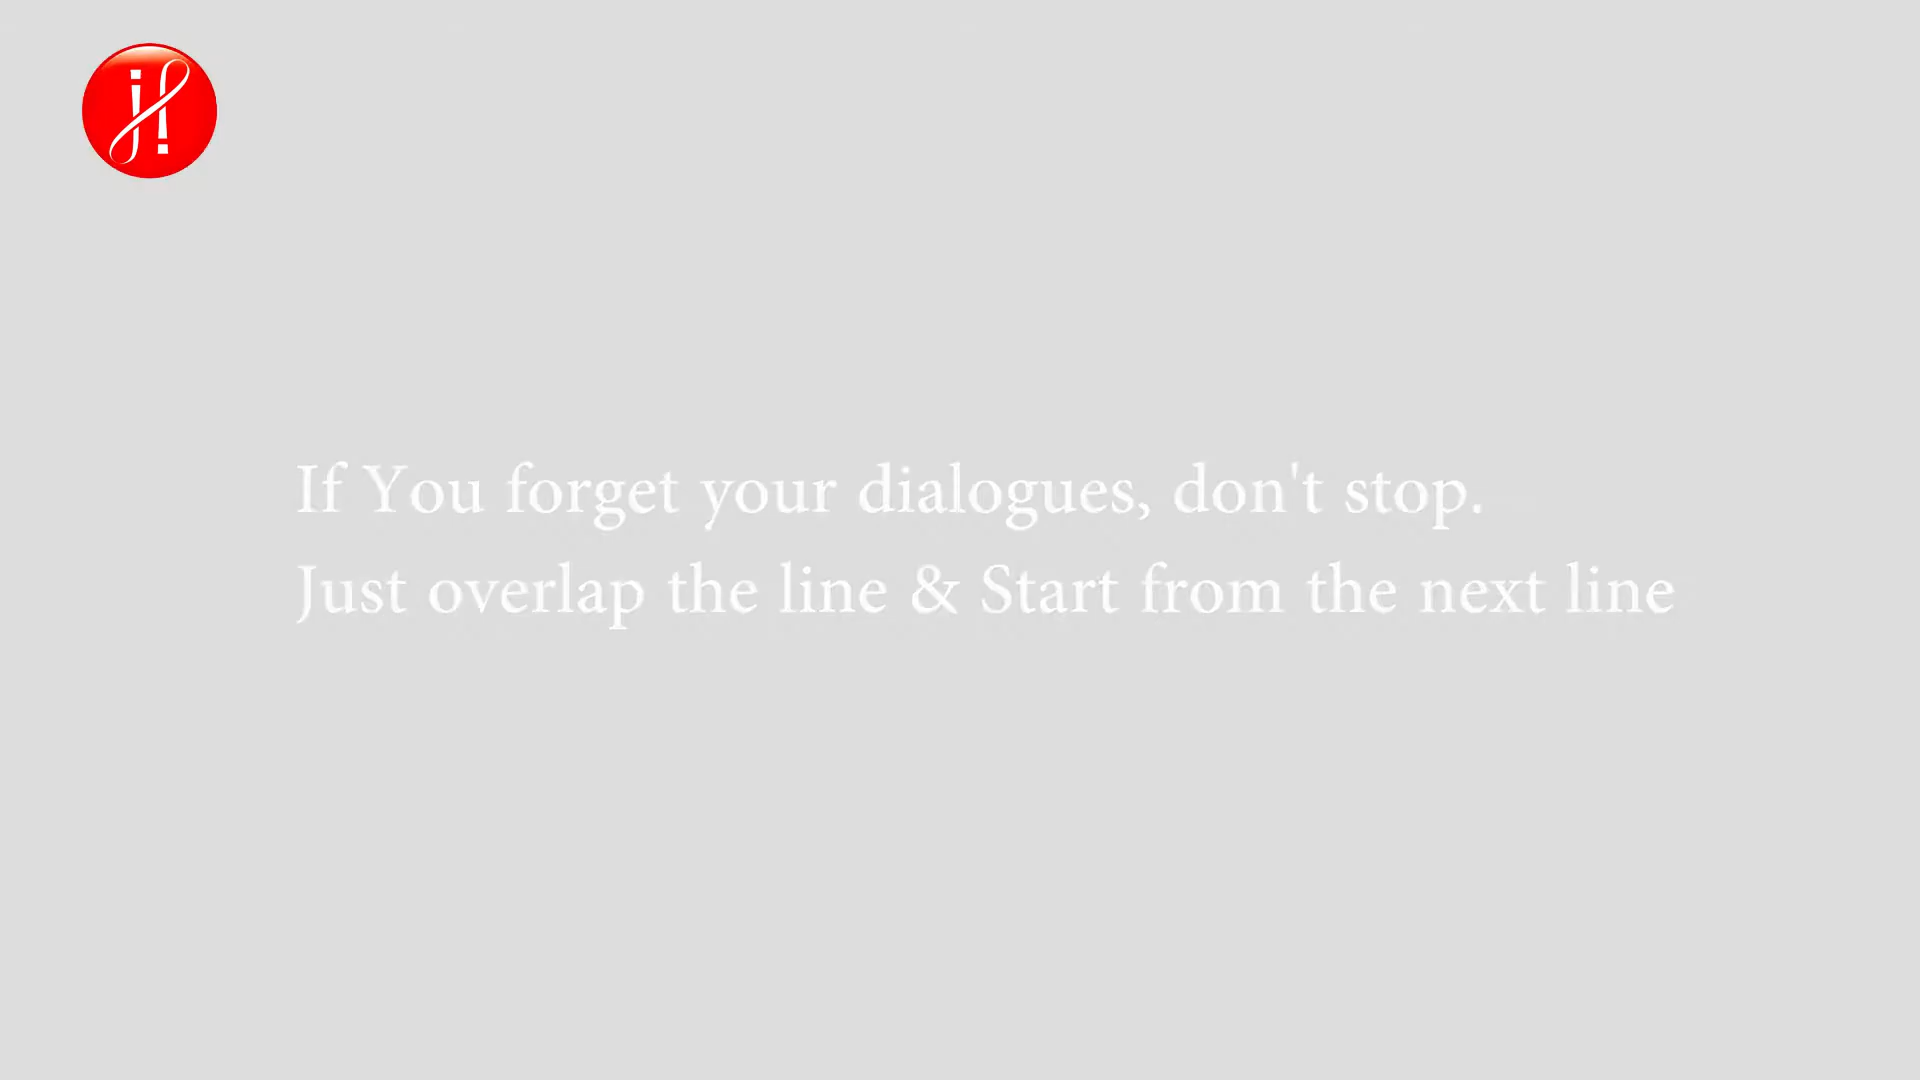 If You forget your dialogues, don't stop.
Just overlap the line & Start from the next line